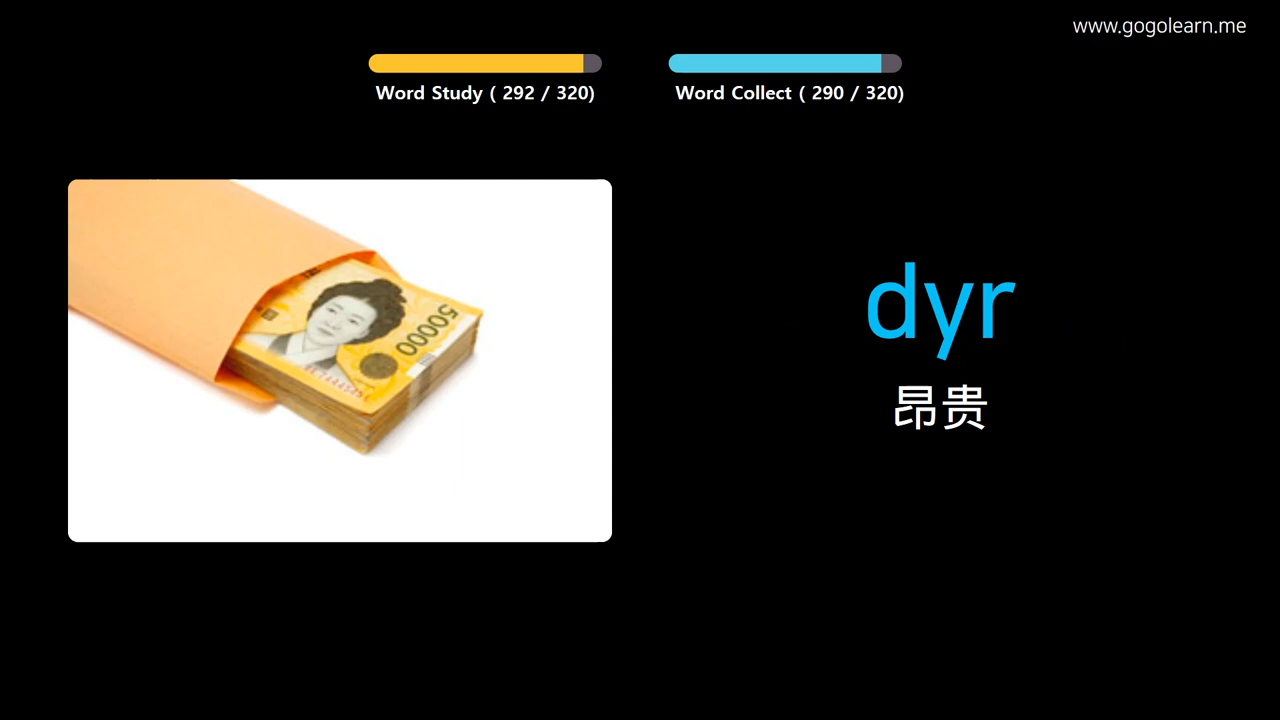 www.gogolearn.me
Word Study ( 292 / 320)
Word Collect ( 290 / 320)
50000
dyr
昂贵